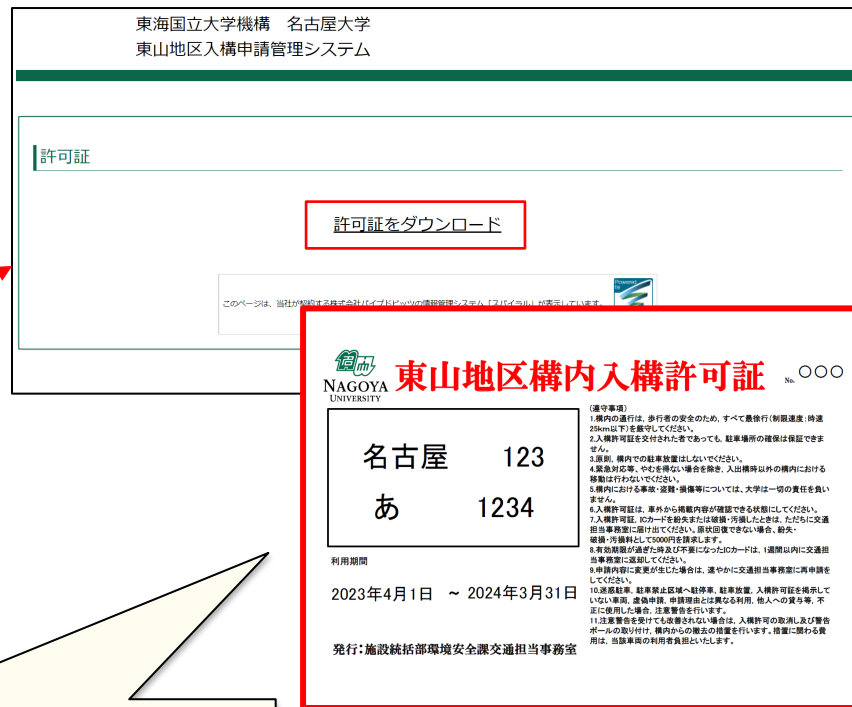 東海国立大学機構　名古屋大学
東山地区入構申請管理システム
許可証
許可証をダウンロード
このページは、当社が契約する株式会社パイプドビッツの情報管理システム「スパイラル」が表示しています。
Powered
by
NAGOYA
UNIVERSITY
東山地区構内入構許可証
No. 〇〇〇
名古屋　123
あ　1234
利用期間
2023年4月1日　～ 2024年3月31日
発行：施設統括部環境安全課交通担当事務室
(遵守事項)
1.構内の通行は、歩行者の安全のため、すべて最徐行(制限速度：時速
25km以下)を厳守してください。
2.入構許可証を交付された者であっても、駐車場所の確保は保証できま
せん。
3.原則、構内での駐車放置はしないでください。
4.緊急対応等、やむを得ない場合を除き、入出構時以外の構内における
移動は行わないでください。
5.構内における事故・盗難・損傷等については、大学は一切の責任を負い
ません。
6.入構許可証は、車外から掲載内容が確認できる状態にしてください。
7.入構許可証、ICカードを紛失または破損・汚損したときは、ただちに交通
担当事務室に届け出てください。原状回復できない場合、紛失・
破損・汚損料として5000円を請求します。
8.有効期限が過ぎた時及び不要になったICカードは、1週間以内に交通担
当事務室に返却してください。
9.申請内容に変更が生じた場合は、速やかに交通担当事務室に再申請を
してください。
10.迷惑駐車、駐車禁止区域へ駐停車、駐車放置、入構許可証を掲示して
いない車両、虚偽申請、申請理由とは異なる利用、他人への貸与等、不
正に使用した場合、注意警告を行います。
11.注意警告を受けても改善されない場合は、入構許可の取消し及び警告
ポールの取り付け、構内からの撤去の措置を行います。措置に関わる費
用は、当該車両の利用者負担といたします。